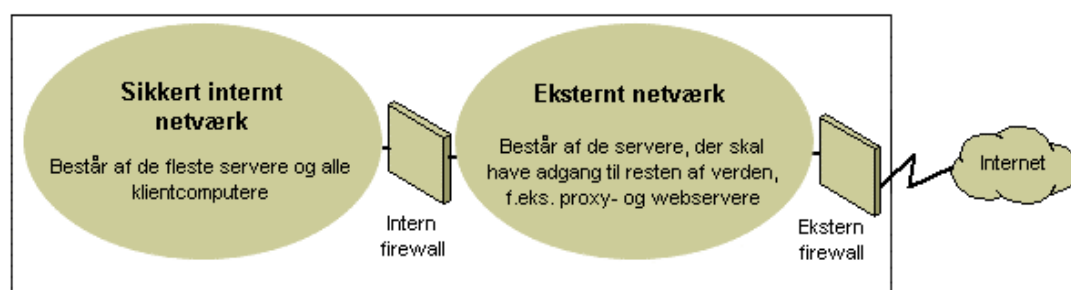 Sikkert internt
netværk
Består af de fleste servere og alle
klientcomputere
Intern
firewall
Eksternt netværk
Består af de servere, der skal
have adgang til resten af verden,
f.eks. proxy- og webservere
Ekstern
firewall
Internet